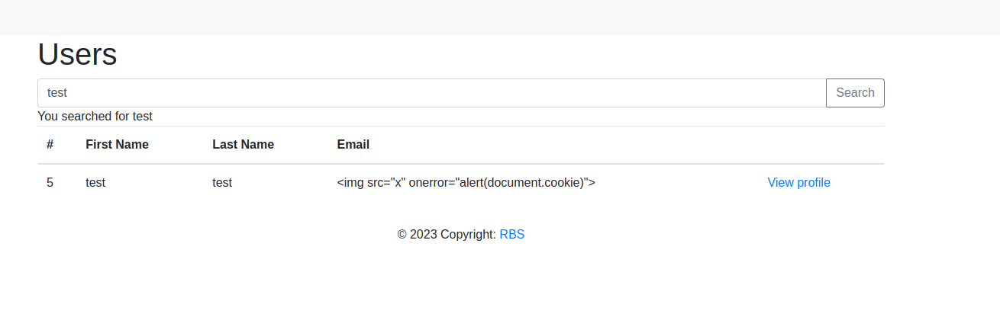 Users
test Search
You searched for test
# First Name Last Name Email
5 test test <img src="x" onerror="alert(document.cookie)"> View profile
© 2023 Copyright: RBS